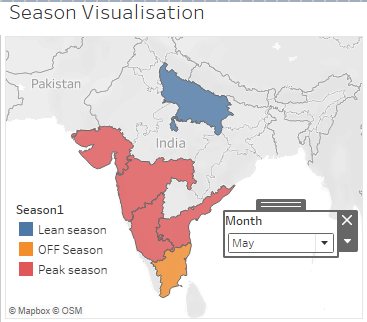 Season Visualisation
Pakistan
India
Season1
Lean season
OFF Season
Peak season
Month
May
© Mapbox © OSM